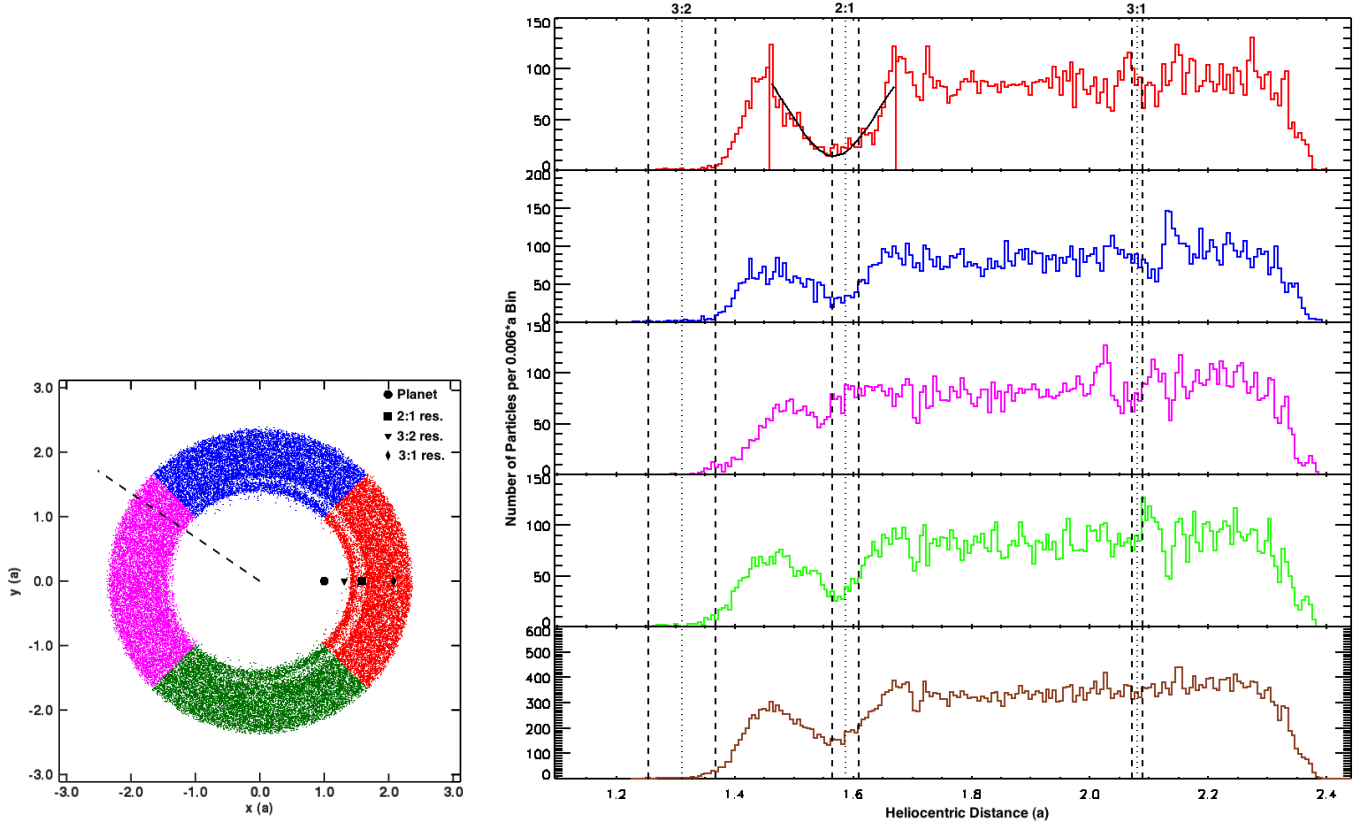 3.0
2.0
1.0
0.0
-1.0
-2.0
-3.0
y (a)
-3.0 -2.0 -1.0 0.0 1.0 2.0 3.0
x (a)
Planet
2:1 res.
3:2 res.
3:1 res.
3:2 2:1 3:1
150
100
50
0
200
150
100
50
0
150
100
50
0
150
100
50
0
600
500
400
300
200
100
0
Number of Particles per 0.006*a Bin
1.2 1.4 1.6 1.8 2.0 2.2 2.4
Heliocentric Distance (a)